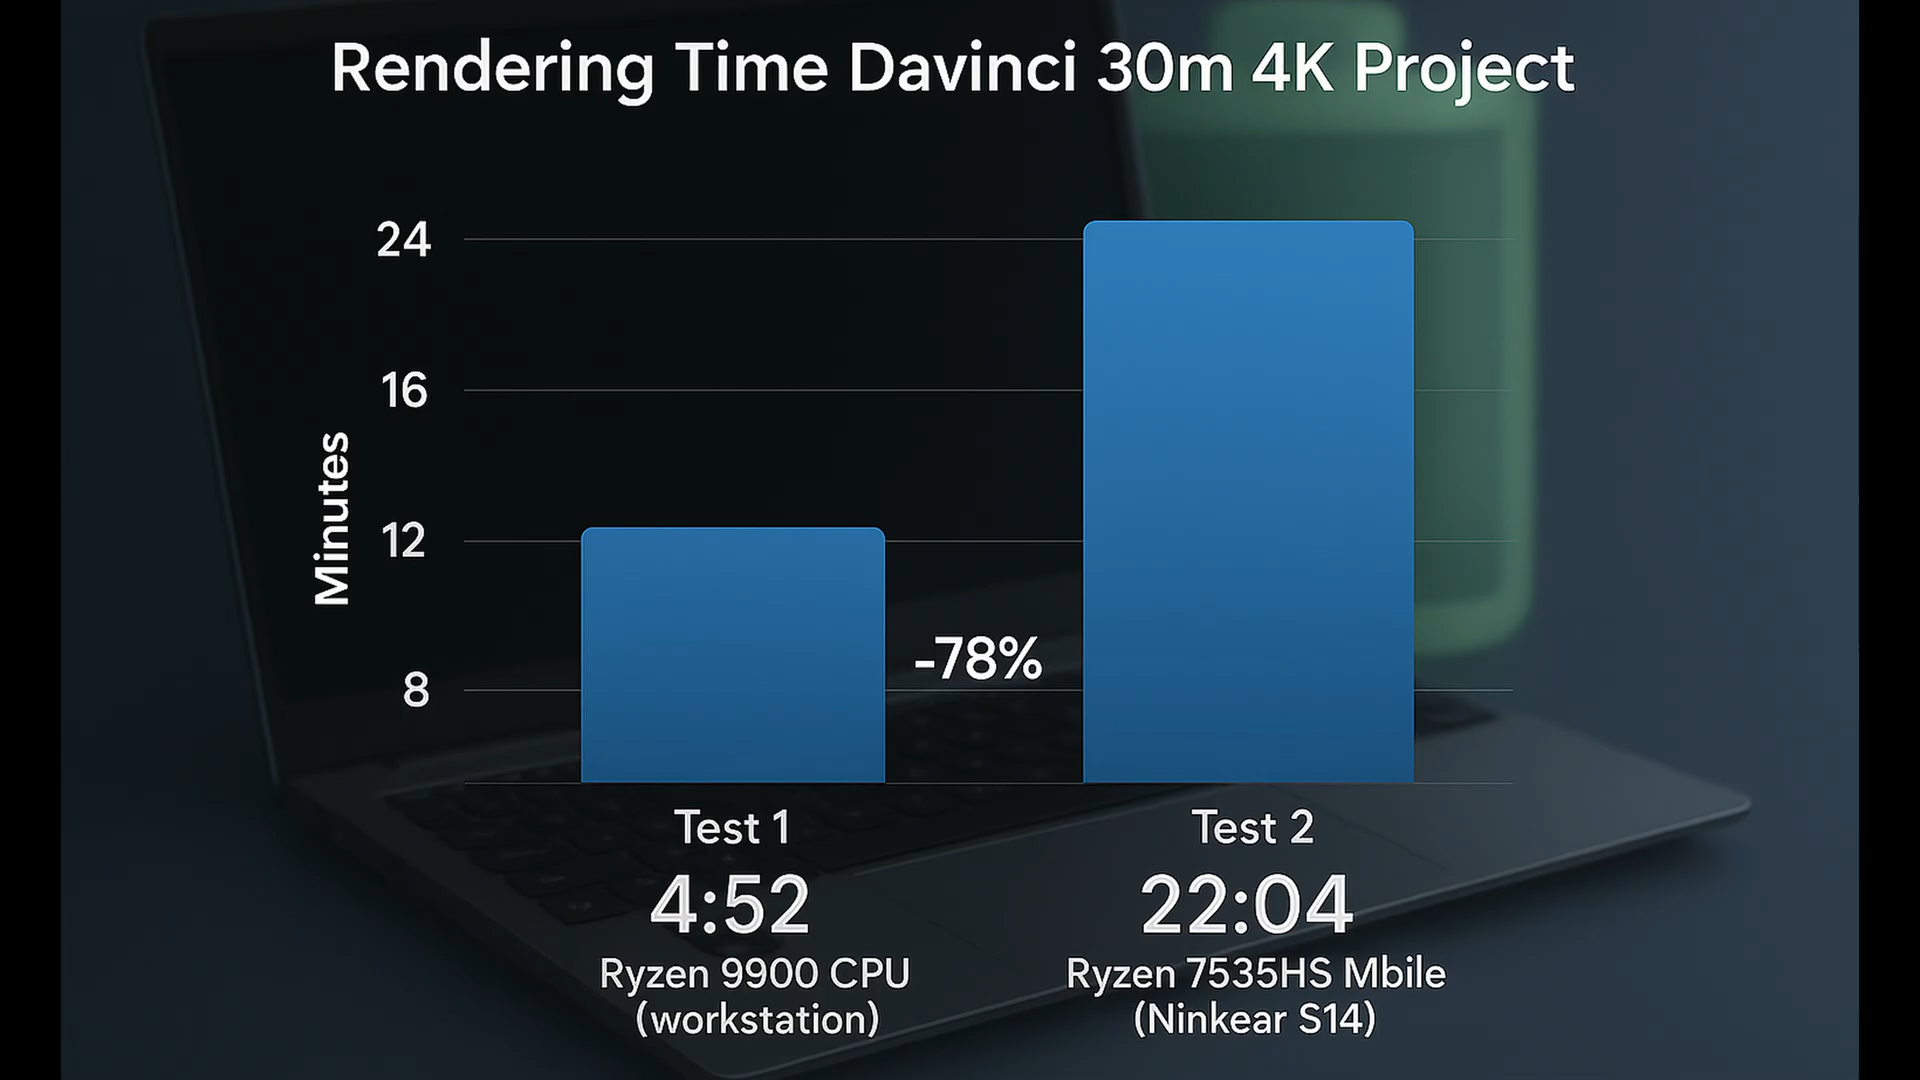 Rendering Time Davinci 30m 4K Project
Minutes
24
16
12
8
-78%
Test 1
4:52
Ryzen 9900 CPU
(workstation)
Test 2
22:04
Ryzen 7535HS Mbile
(Ninkear S14)